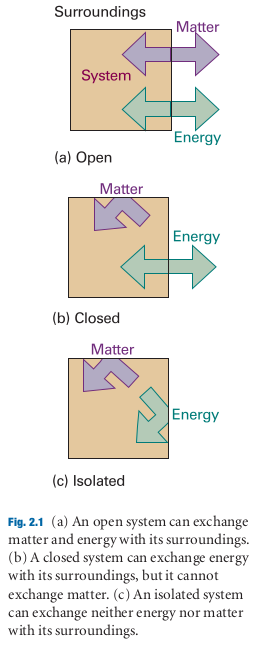 Surroundings
Matter
System
Energy
(a) Open
Matter
Energy
(b) Closed
Matter
Energy
(c) Isolated
Fig. 2.1 (a) An open system can exchange
matter and energy with its surroundings.
(b) A closed system can exchange energy
with its surroundings, but it cannot
exchange matter. (c) An isolated system
can exchange neither energy nor matter
with its surroundings.